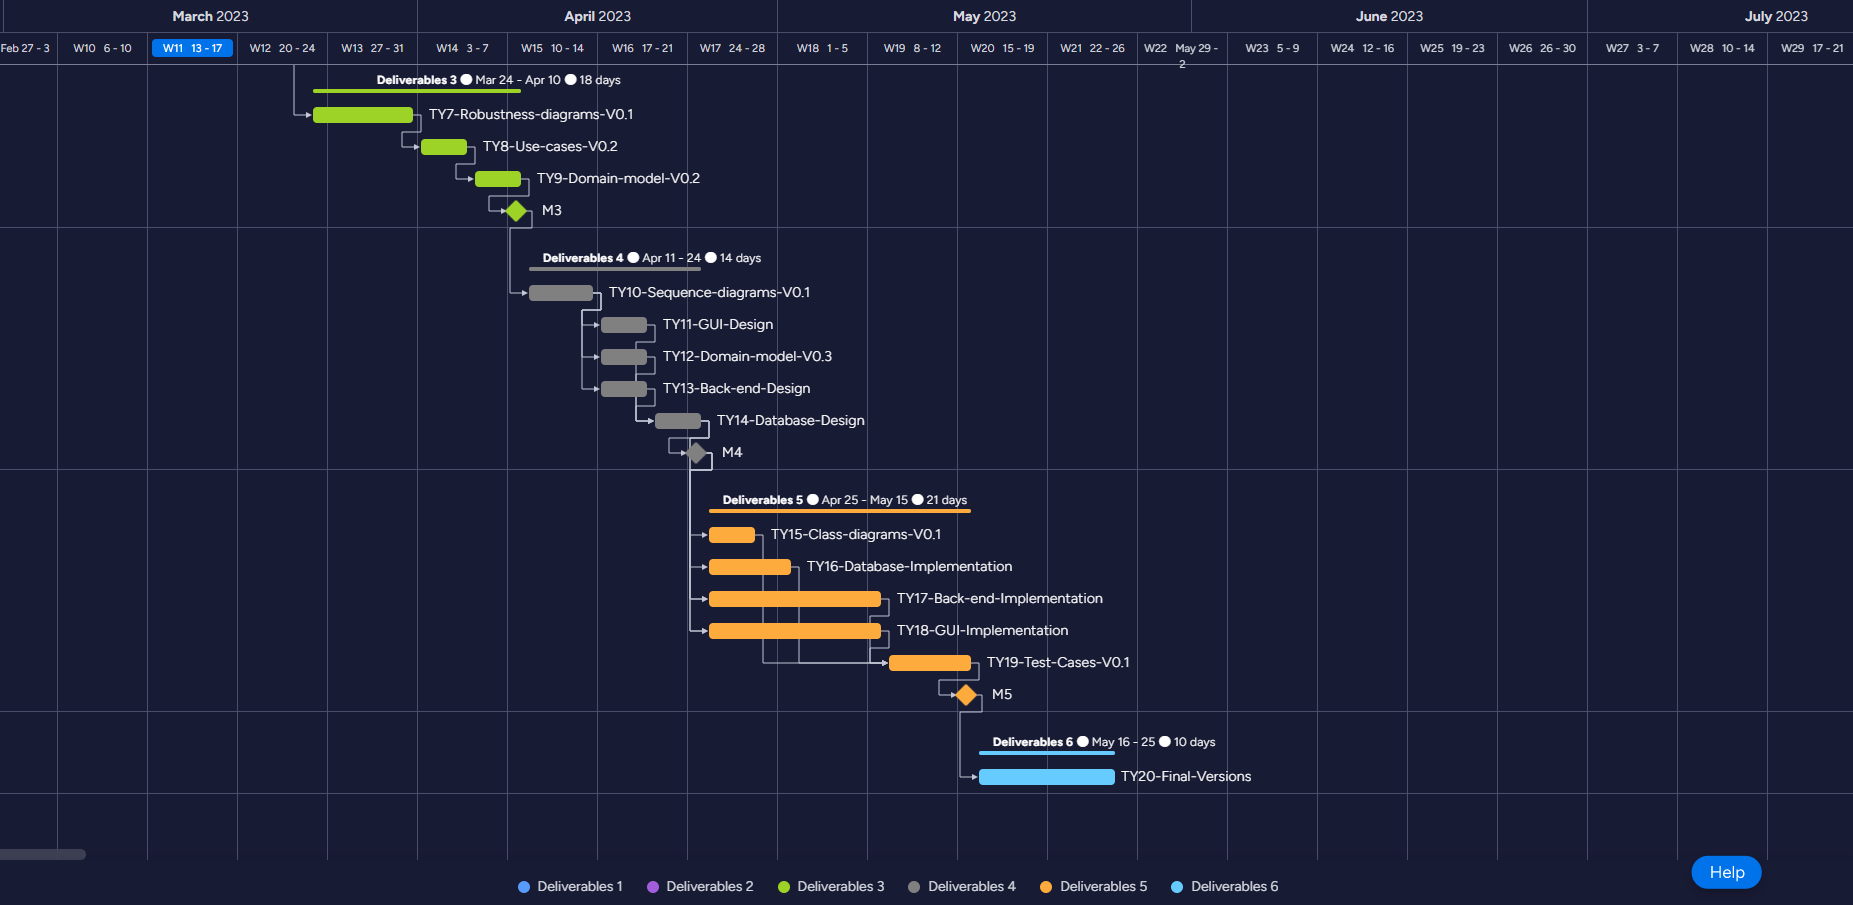 March 2023
April 2023
May 2023
June 2023
July 2023
Feb 27 - 3
W10 6 - 10
W11 13 - 17
W12 20 - 24
W13 27 - 31
W14 3 - 7
W15 10 - 14
W16 17 - 21
W17 24 - 28
W18 1 - 5
W19 8 - 12
W20 15 - 19
W21 22 - 26
W22 May 29 - 2
W23 5 - 9
W24 12 - 16
W25 19 - 23
W26 26 - 30
W27 3 - 7
W28 10 - 14
W29 17 - 21
Deliverables 3 ● Mar 24 - Apr 10 ● 18 days
TY7-Robustness-diagrams-V0.1
TY8-Use-cases-V0.2
TY9-Domain-model-V0.2
M3
Deliverables 4 ● Apr 11 - 24 ● 14 days
TY10-Sequence-diagrams-V0.1
TY11-GUI-Design
TY12-Domain-model-V0.3
TY13-Back-end-Design
TY14-Database-Design
M4
Deliverables 5 ● Apr 25 - May 15 ● 21 days
TY15-Class-diagrams-V0.1
TY16-Database-Implementation
TY17-Back-end-Implementation
TY18-GUI-Implementation
TY19-Test-Cases-V0.1
M5
Deliverables 6 ● May 16 - 25 ● 10 days
TY20-Final-Versions
Help
Deliverables 1
Deliverables 2
Deliverables 3
Deliverables 4
Deliverables 5
Deliverables 6